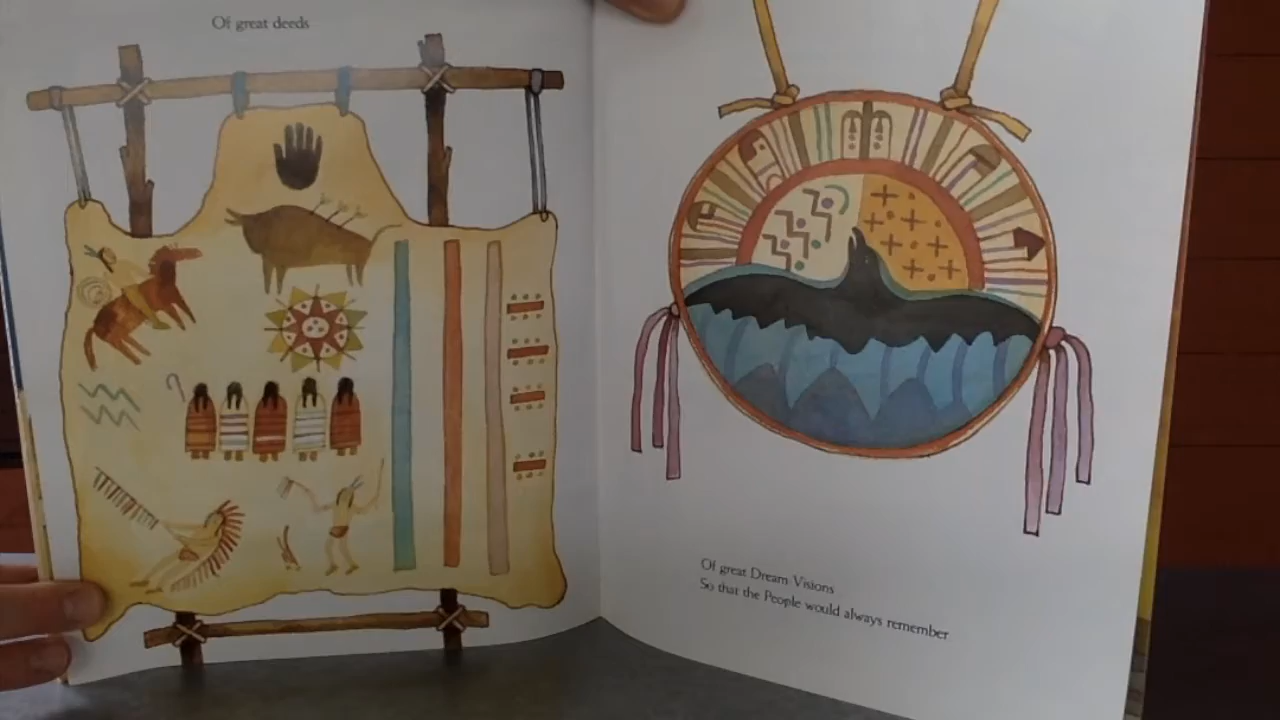 Of great deeds
Of great Dream-Visions
So that the People would always remember